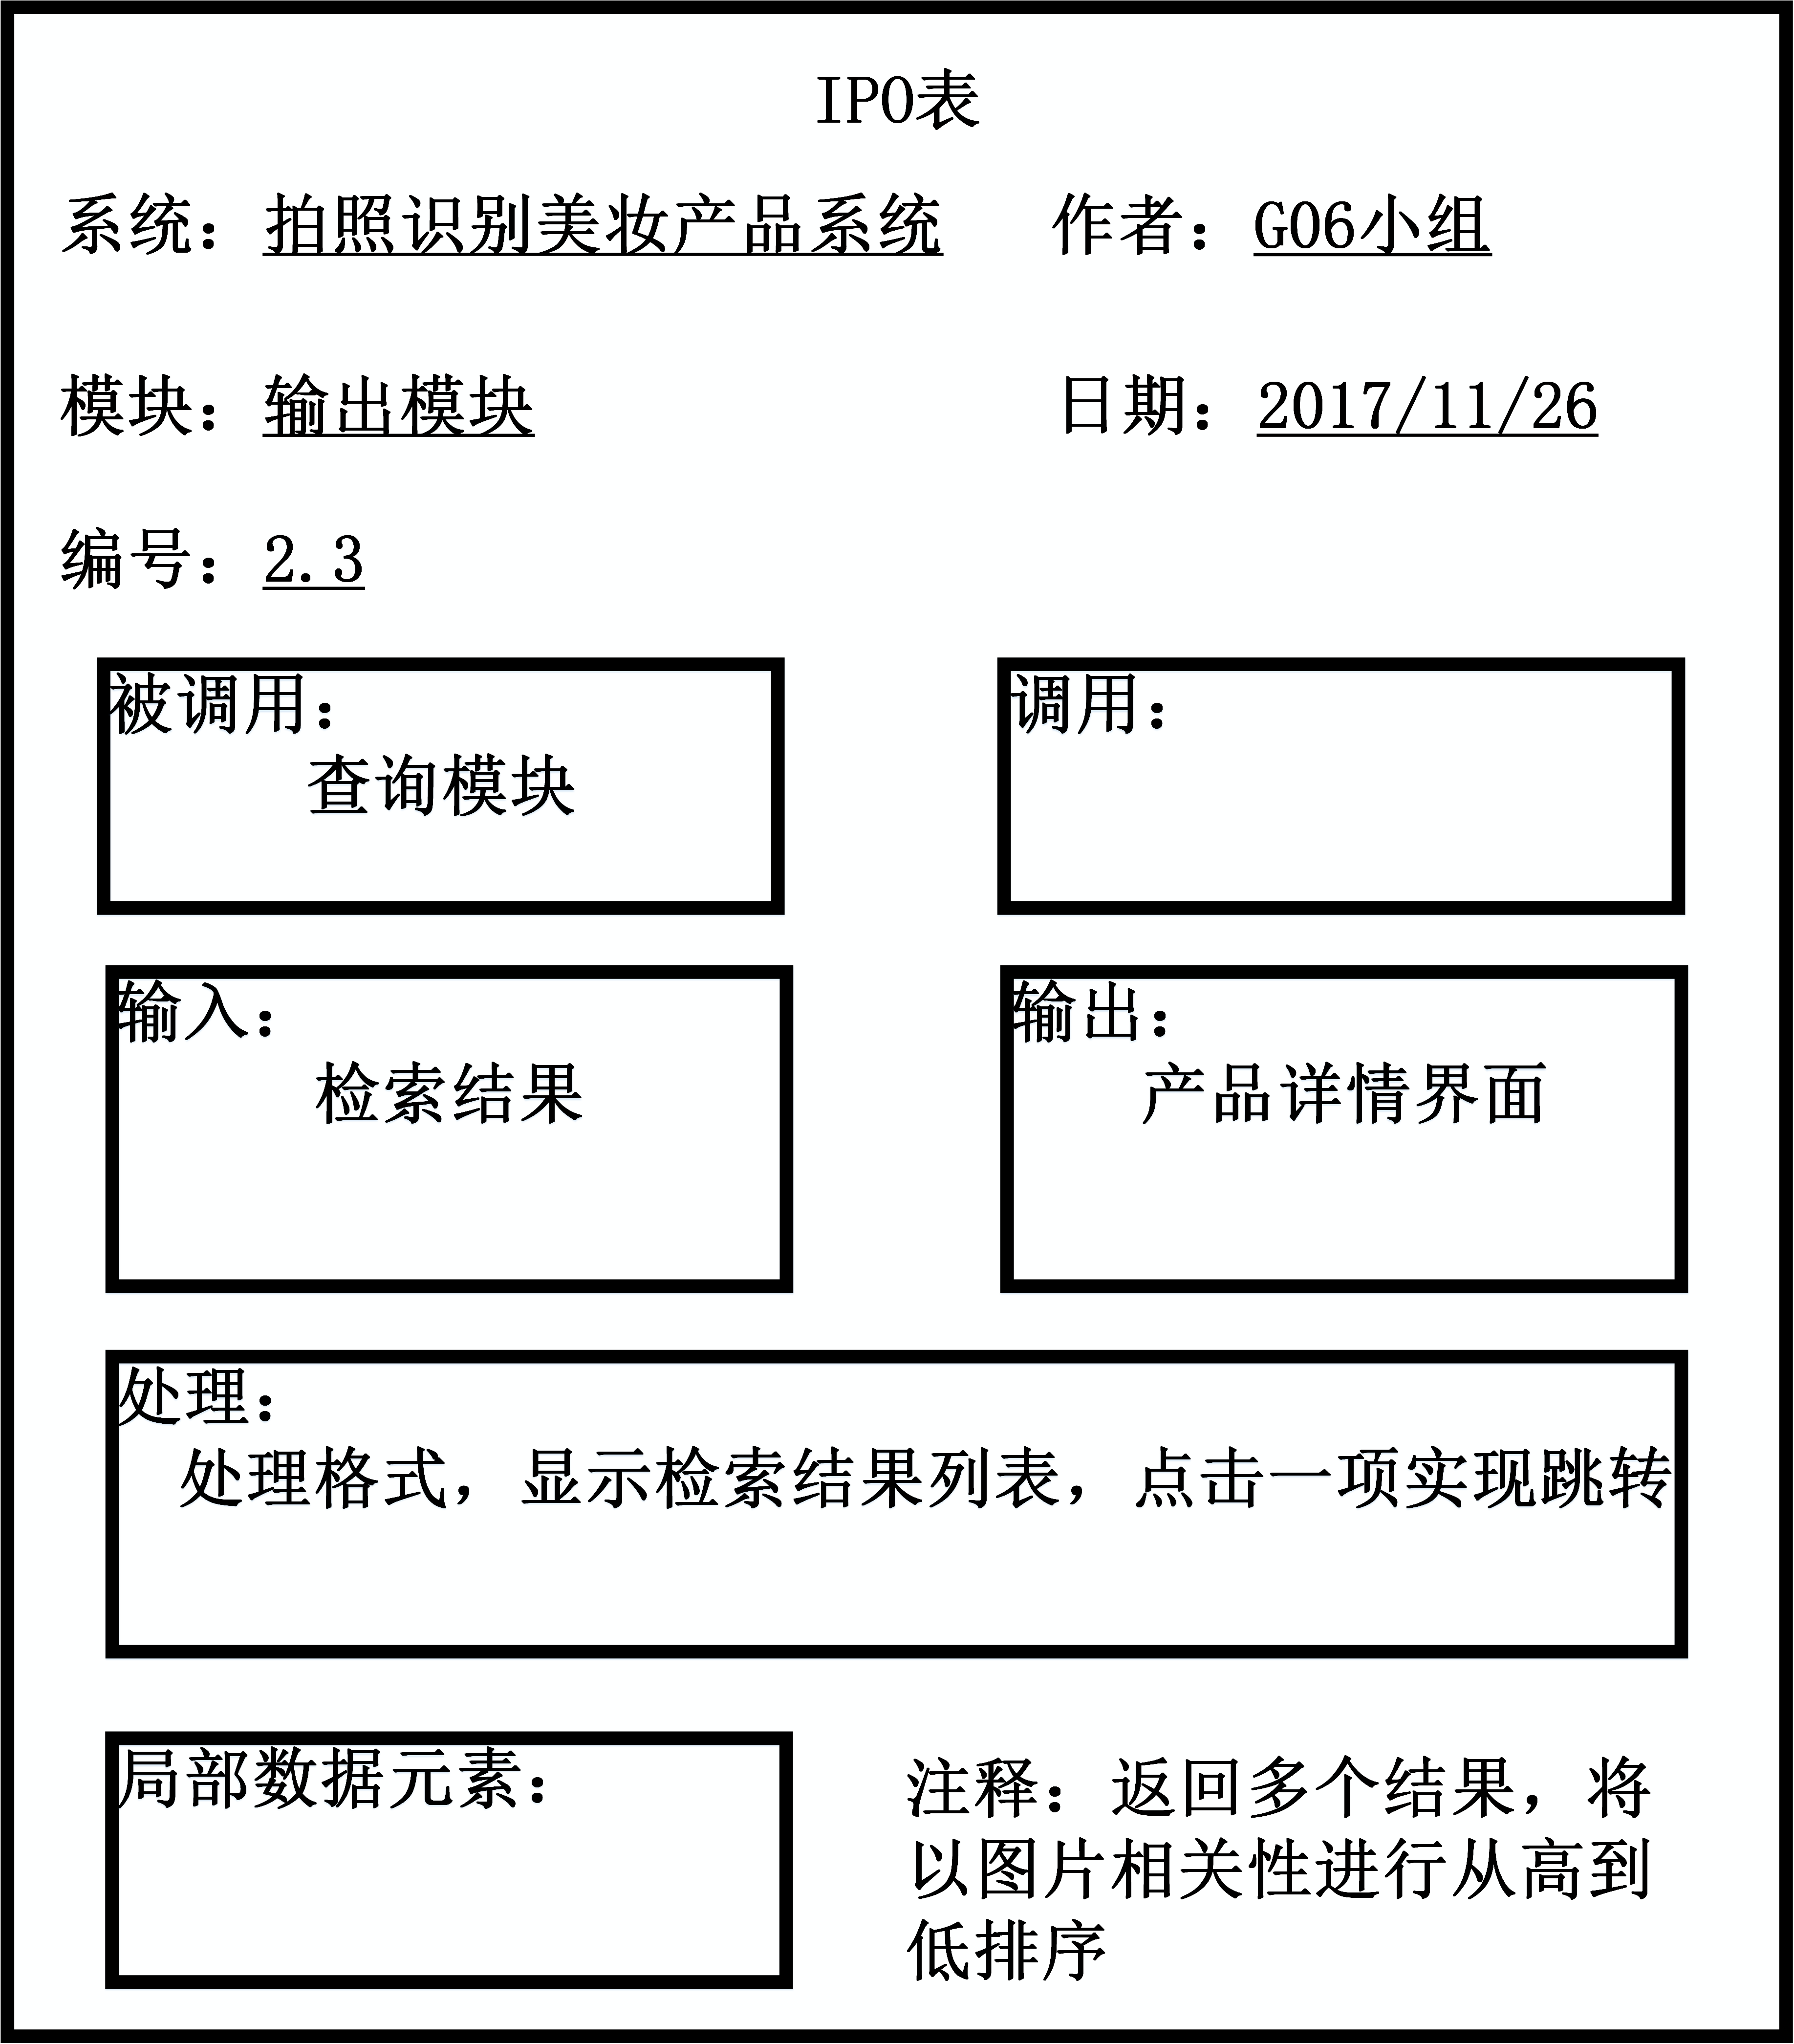 IPO表
系统：拍照识别美妆产品系统 作者：G06小组
模块：输出模块 日期：2017/11/26
编号：2.3
被调用：
查询模块
调用：
输入：
检索结果
输出：
产品详情界面
处理：
处理格式，显示检索结果列表，点击一项实现跳转
局部数据元素：
注释：返回多个结果，将
以图片相关性进行从高到
低排序